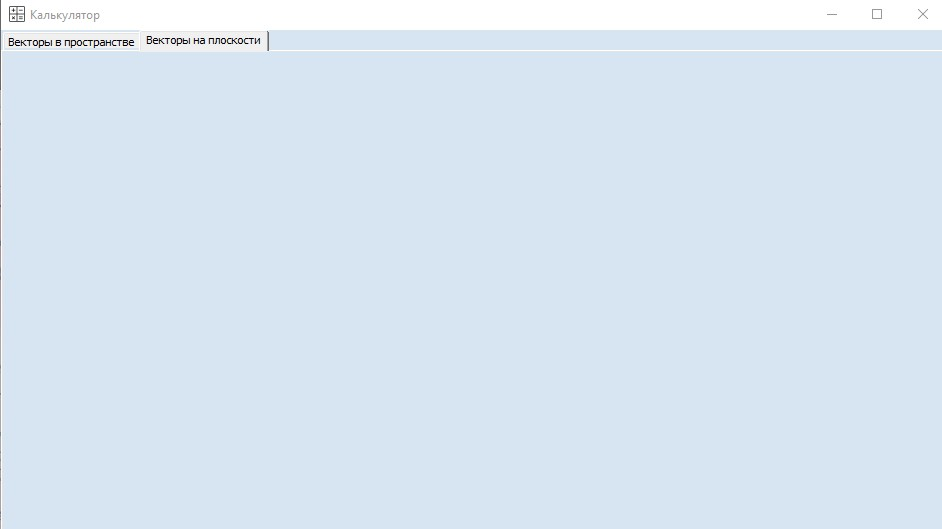 Калькулятор
Векторы в пространстве
Векторы на плоскости